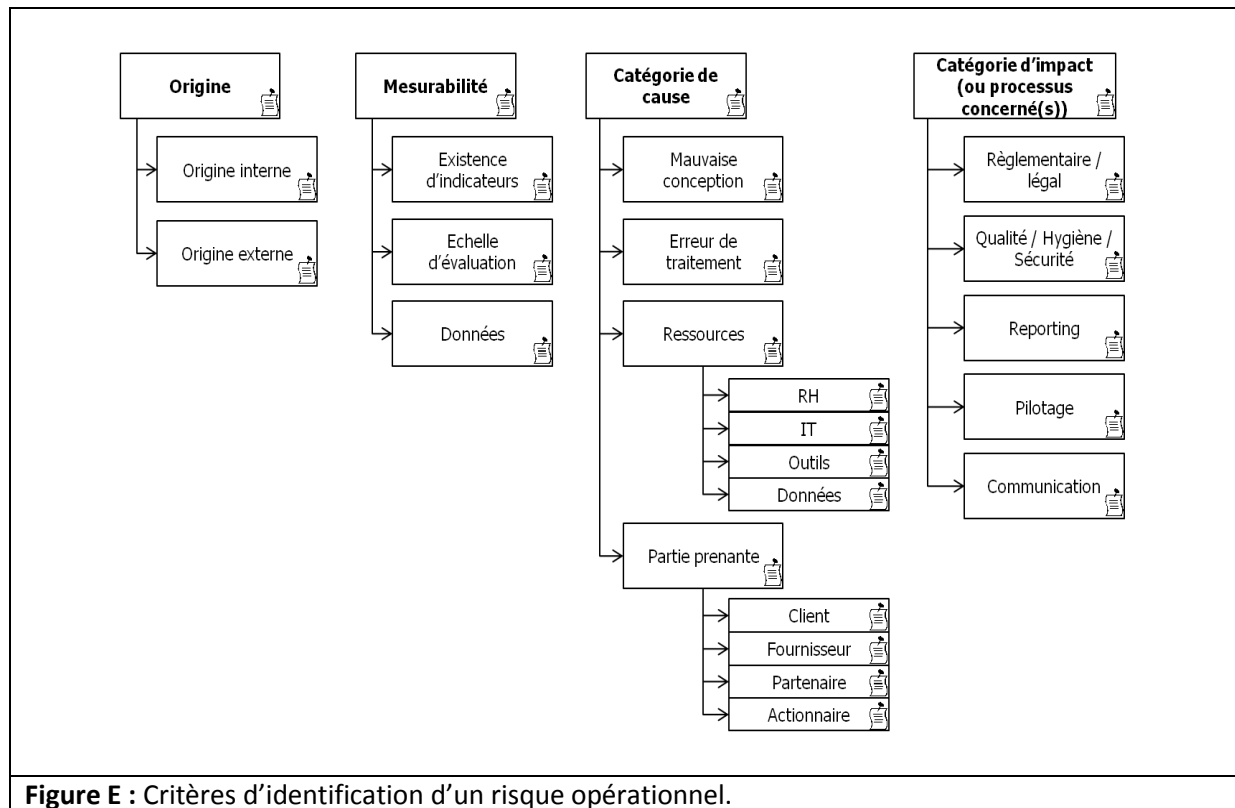 Origine
Origine interne
Origine externe
Mesurabilité
Existence
d'indicateurs
Echelle
d'évaluation
Données
Catégorie de
cause
Mauvaise
conception
Erreur de
traitement
Ressources
RH
IT
Outils
Données
Partie prenante
Client
Fournisseur
Partenaire
Actionnaire
Catégorie d'impact
(ou processus
concerné(s))
Règlementaire /
légal
Qualité / Hygiène /
Sécurité
Reporting
Pilotage
Communication
Figure E : Critères d'identification d'un risque opérationnel.